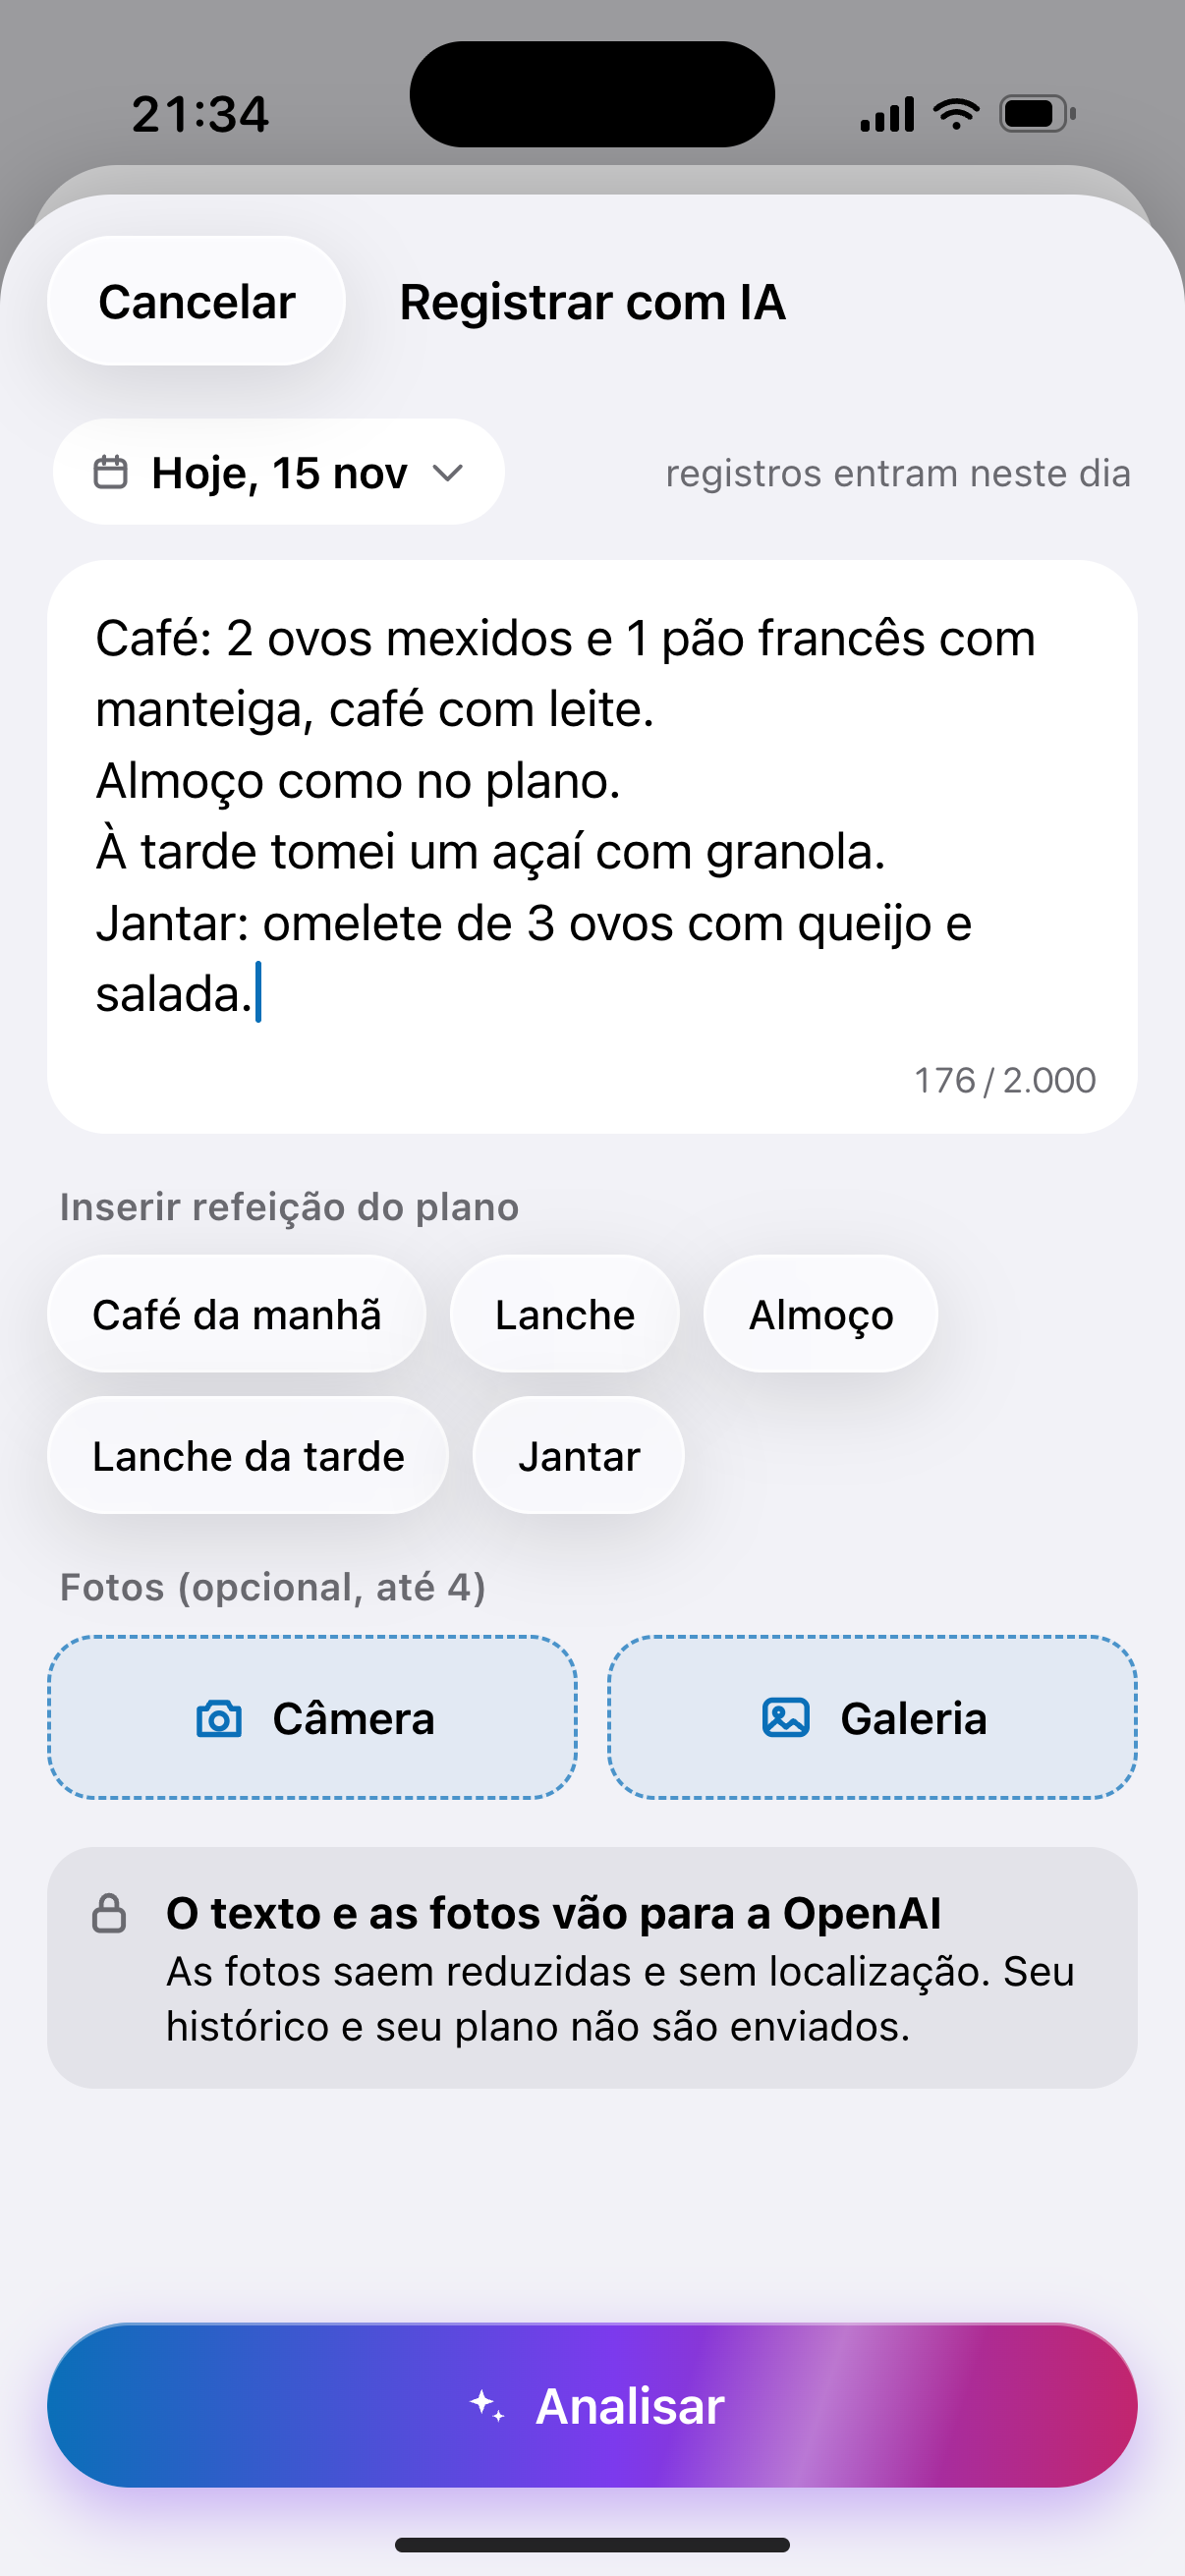 21:34
Cancelar
Registrar com IA
Hoje, 15 nov
registros entram neste dia
Café: 2 ovos mexidos e 1 pão francês com
manteiga, café com leite.
Almoço como no plano.
À tarde tomei um açaí com granola.
Jantar: omelete de 3 ovos com queijo e
salada.
176 / 2.000
Inserir refeição do plano
Café da manhã
Lanche
Almoço
Lanche da tarde
Jantar
Fotos (opcional, até 4)
Câmera
Galeria
O texto e as fotos vão para a OpenAI
As fotos saem reduzidas e sem localização. Seu
histórico e seu plano não são enviados.
Analisar